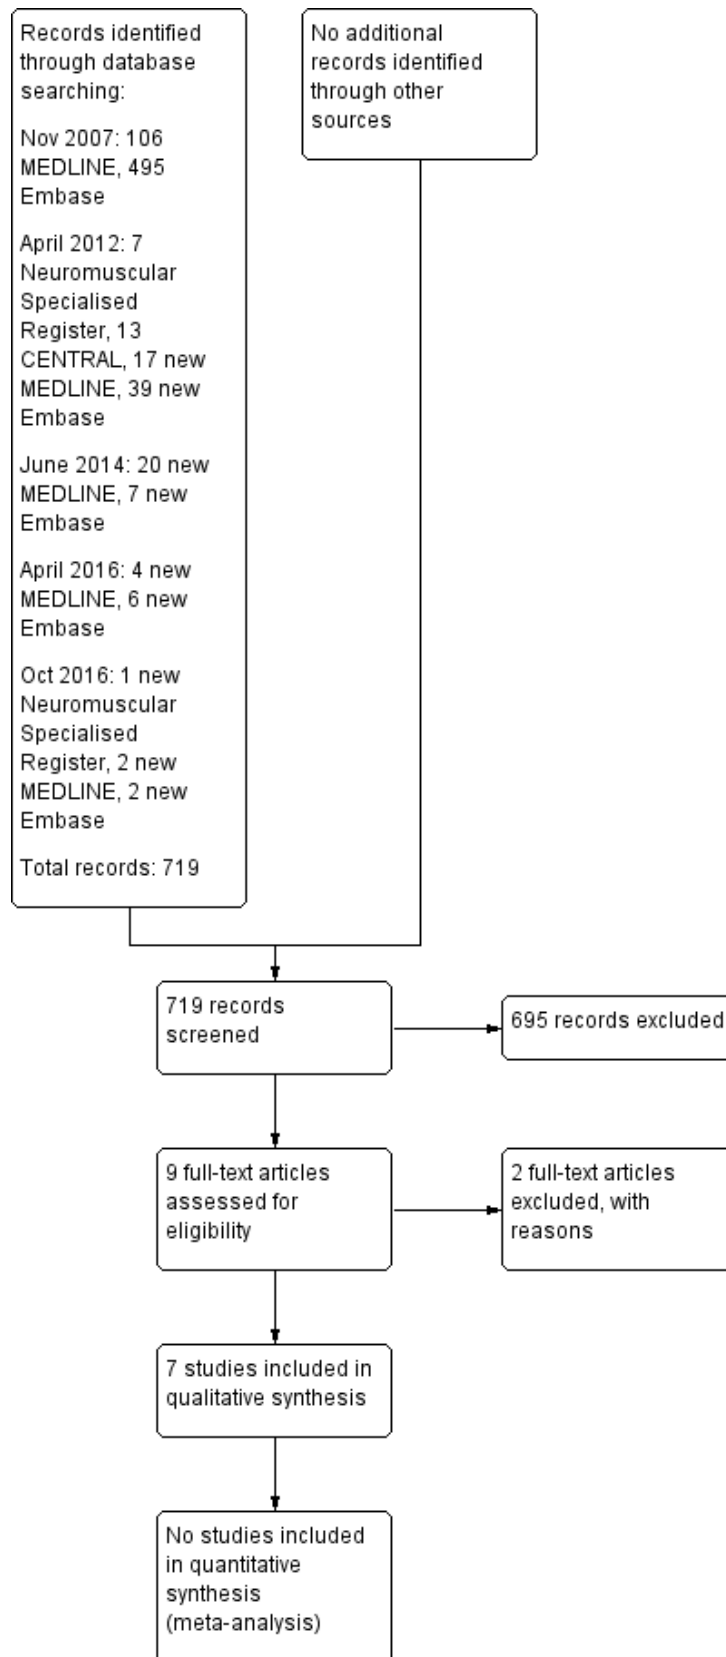 Records identified
through database
searching:
Nov 2007: 106
MEDLINE, 495
Embase
April 2012: 7
Neuromuscular
Specialised
Register, 13
CENTRAL, 17 new
MEDLINE, 39 new
Embase
June 2014: 20 new
MEDLINE, 7 new
Embase
April 2016: 4 new
MEDLINE, 6 new
Embase
Oct 2016: 1 new
Neuromuscular
Specialised
Register, 2 new
MEDLINE, 2 new
Embase
Total records: 719
No additional
records identified
through other
sources
719 records
screened
695 records excluded
9 full-text articles
assessed for
eligibility
2 full-text articles
excluded, with
reasons
7 studies included in
qualitative synthesis
No studies included
in quantitative
synthesis
(meta-analysis)